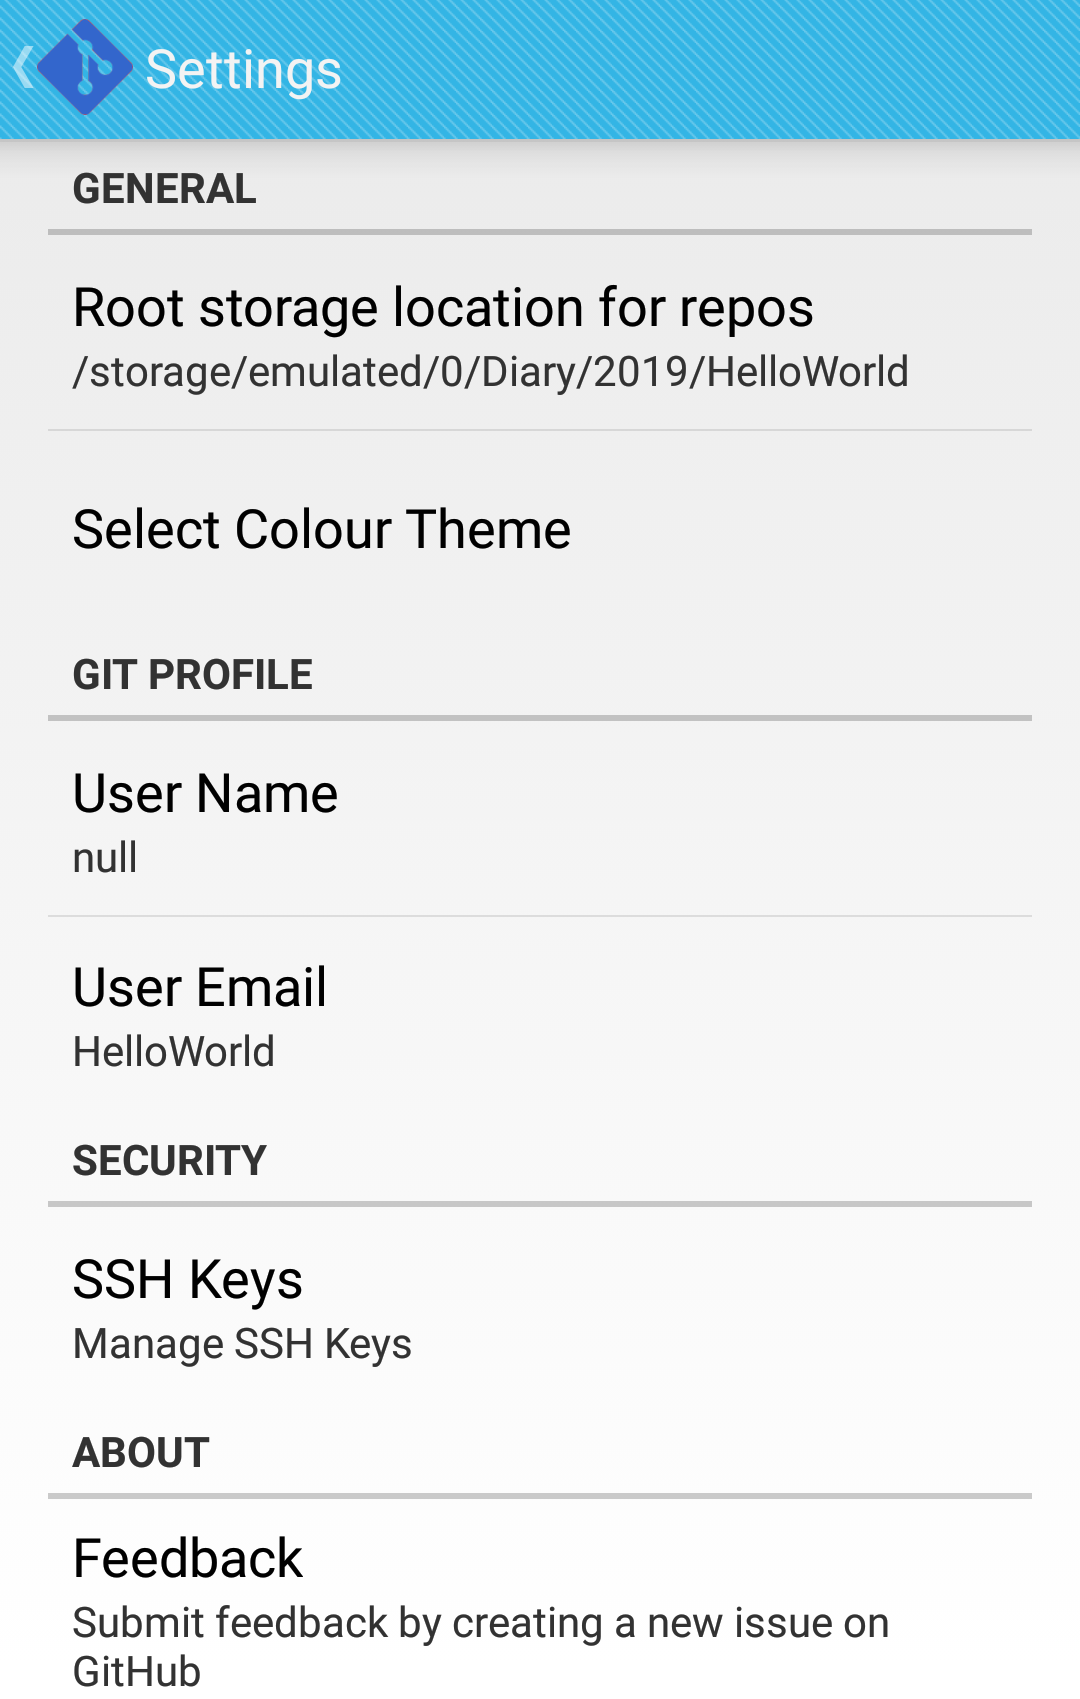 Settings
GENERAL
Root storage location for repos
/storage/emulated/0/Diary/2019/HelloWorld
Select Colour Theme
GIT PROFILE
User Name
null
User Email
HelloWorld
SECURITY
SSH Keys
Manage SSH Keys
ABOUT
Feedback
Submit feedback by creating a new issue on
GitHub